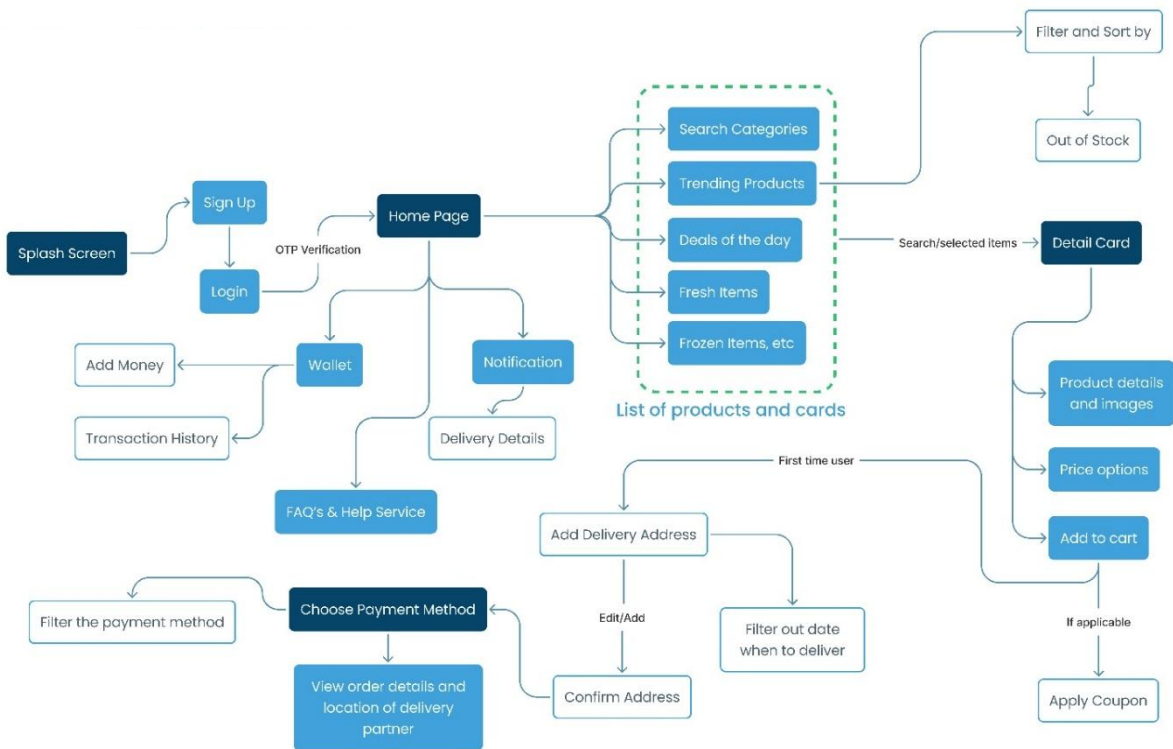 Filter and Sort by
Out of Stock
Search Categories
Trending Products
Deals of the day
Fresh Items
Frozen Items, etc
List of products and cards
Sign Up
Home Page
OTP Verification
Splash Screen
Login
Search/selected items
Detail Card
Add Money
Wallet
Notification
Transaction History
Delivery Details
FAQ's & Help Service
Product details
and images
Price options
Add to cart
First time user
Add Delivery Address
If applicable
Apply Coupon
Edit/Add
Filter out date
when to deliver
Confirm Address
Choose Payment Method
Filter the payment method
View order details and
location of delivery
partner